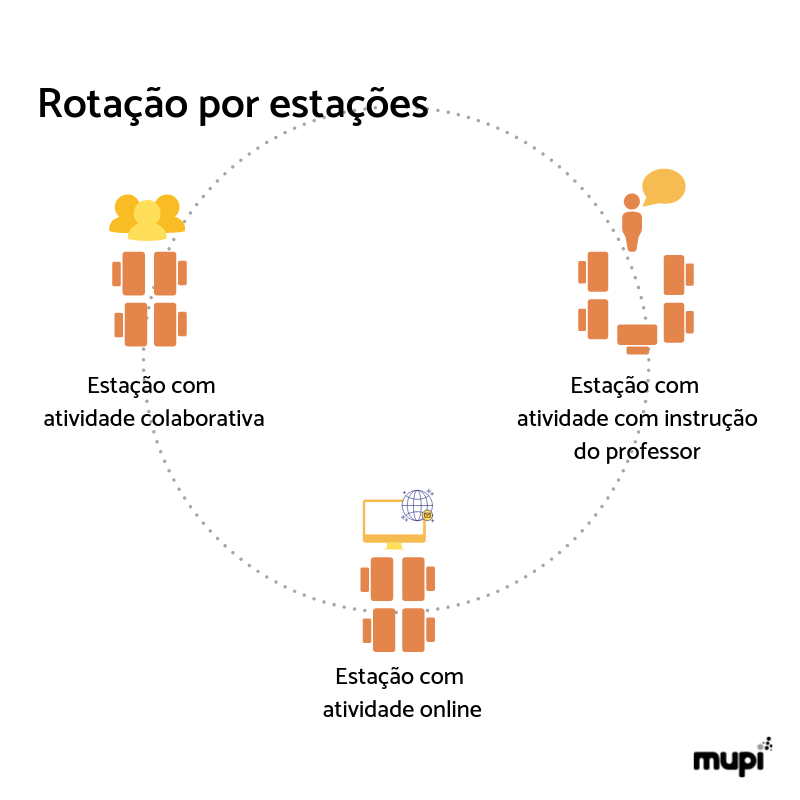 Rotação por estações
Estação com
atividade colaborativa
Estação com
atividade com instrução
do professor
Estação com
atividade online
mupi